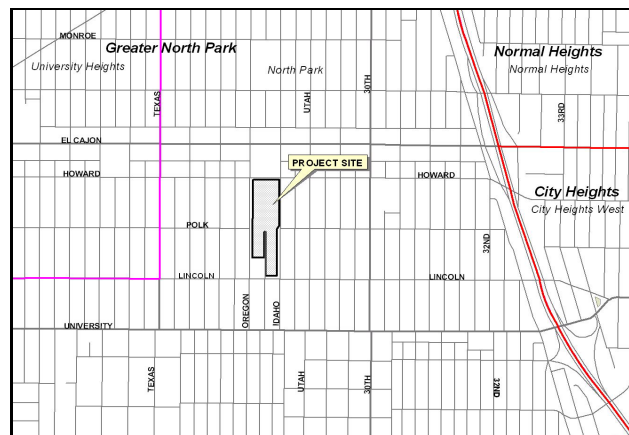 MONROE
Greater North Park
Normal Heights
University Heights
North Park
Normal Heights
TEXAS
UTAH
30TH
33RD
EL CAJON
PROJECT SITE
HOWARD
HOWARD
City Heights
City Heights West
POLK
32ND
LINCOLN
LINCOLN
OREGON
IDAHO
UNIVERSITY
TEXAS
UTAH
30TH
32ND